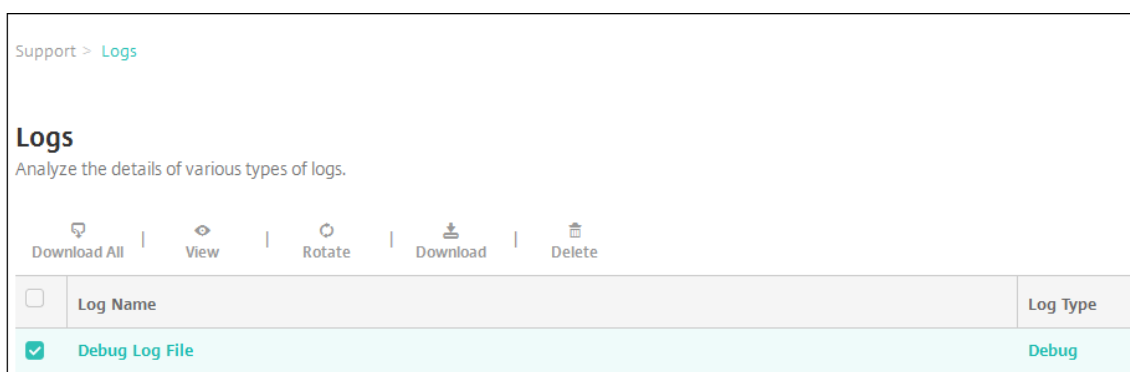 Support > Logs
Logs
Analyze the details of various types of logs.
Download All | View | Rotate | Download | Delete
Log Name Log Type
Debug Log File Debug